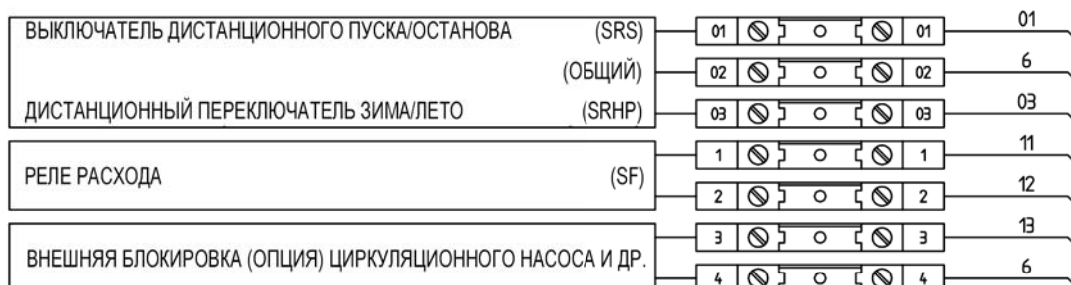 ВЫКЛЮЧАТЕЛЬ ДИСТАНЦИОННОГО ПУСКА/ОСТАНОВА (SRS) 01 01 01
(ОБЩИЙ) 02 02 6
ДИСТАНЦИОННЫЙ ПЕРЕКЛЮЧАТЕЛЬ ЗИМА/ЛЕТО (SRHP) 03 03 03
1 1 11
РЕЛЕ РАСХОДА (SF)
2 2 12
3 3 13
ВНЕШНЯЯ БЛОКИРОВКА (ОПЦИЯ) ЦИРКУЛЯЦИОННОГО НАСОСА И ДР.
4 4 6